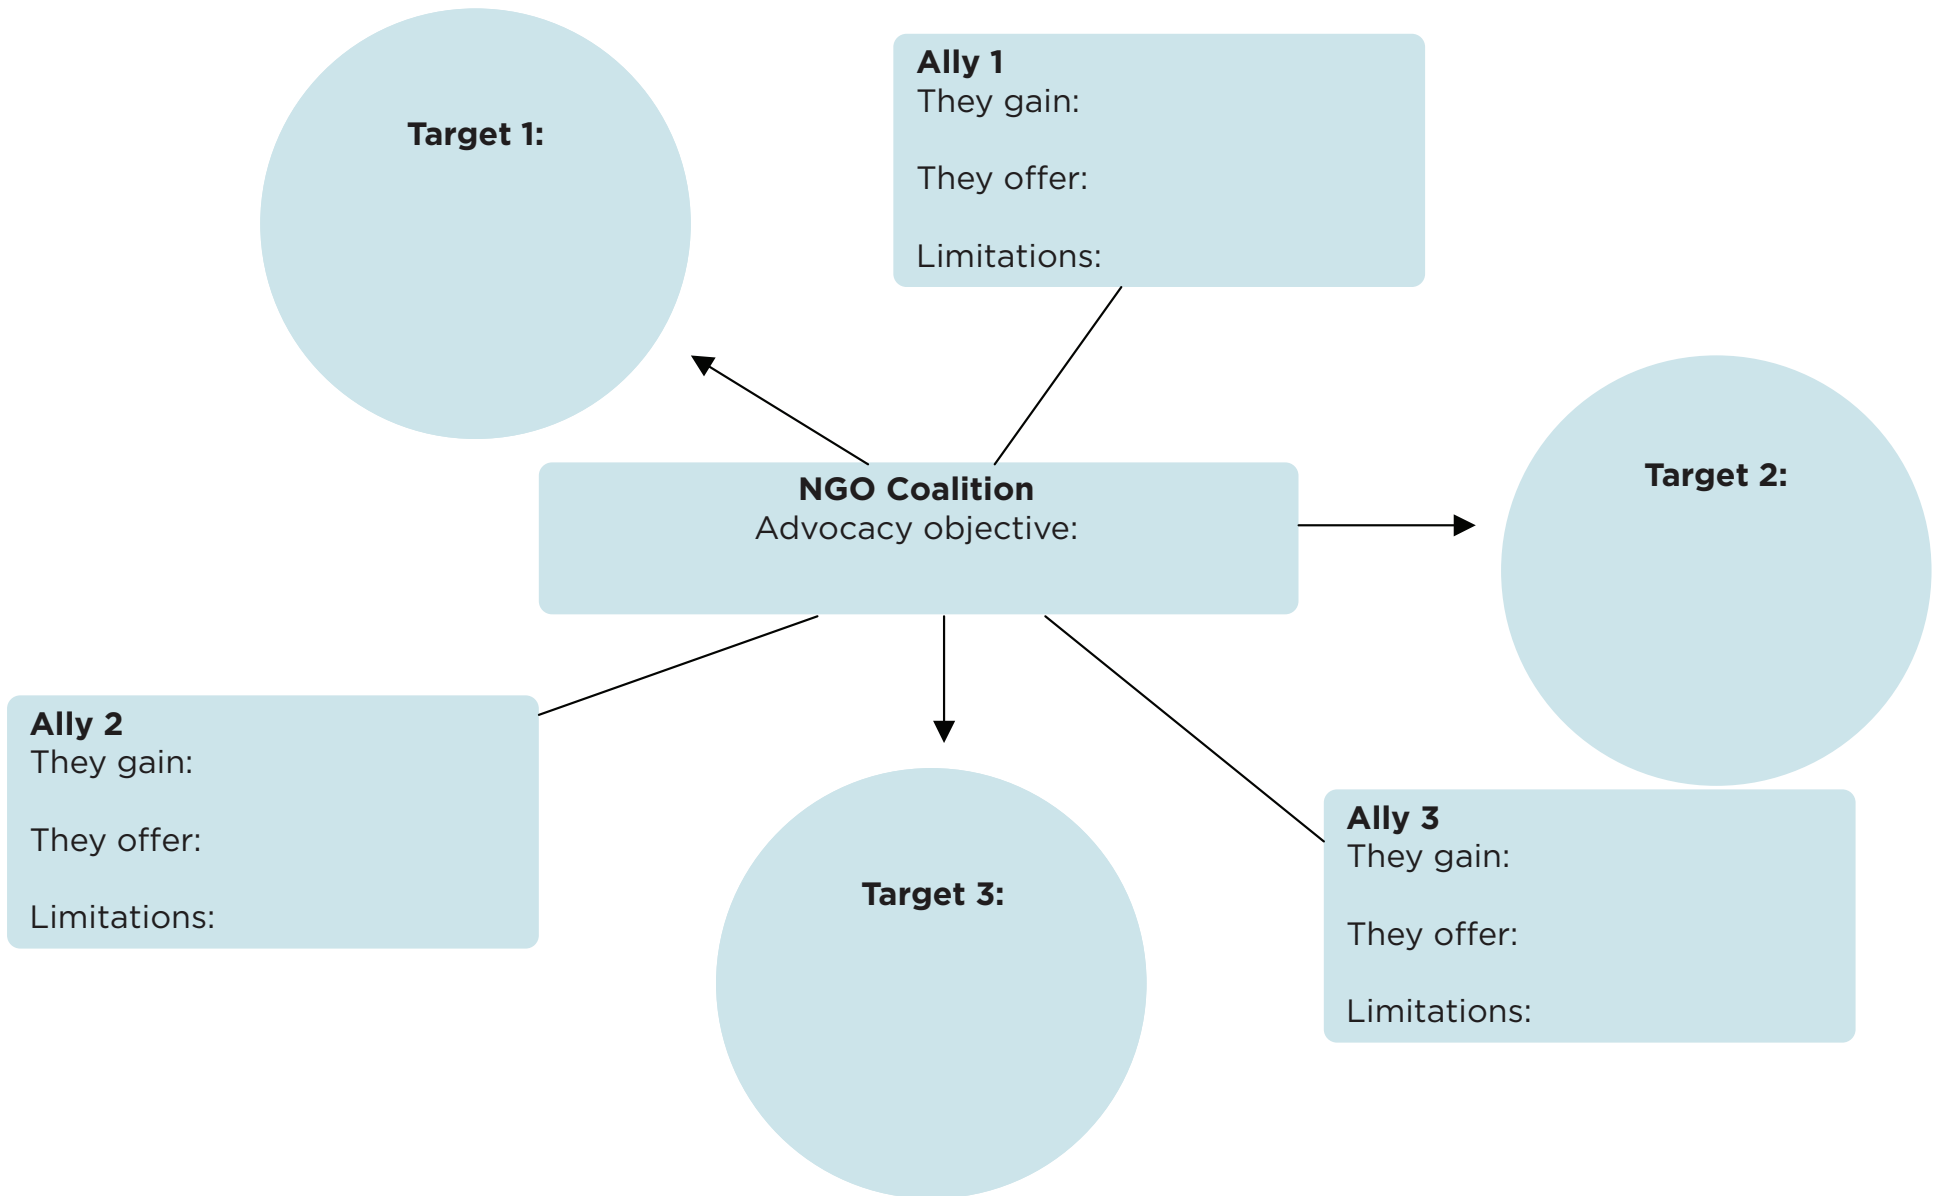 Target 1:
Ally 1
They gain:
They offer:
Limitations:
NGO Coalition
Advocacy objective:
Target 2:
Ally 2
They gain:
They offer:
Limitations:
Target 3:
Ally 3
They gain:
They offer:
Limitations: